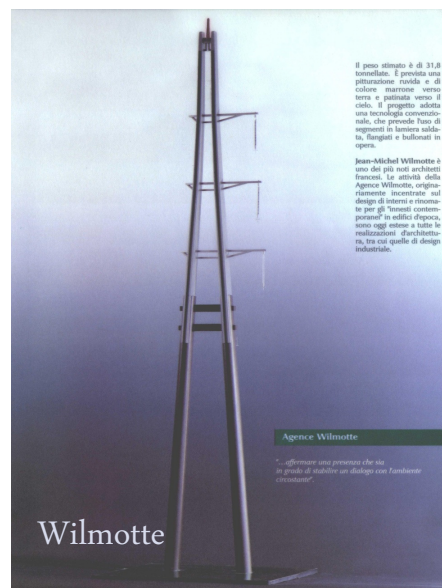 Il peso stimato è di 31,8
tonnellate. È prevista una
pitturazione ruvida e di
colore marrone verso
terra e patinata verso il
cielo. Il progetto adotta
una tecnologia convenzio-
nale, che prevede l'uso di
segmenti in lamiera salda-
ta, flangiati e bullonati in
opera.
Jean-Michel Wilmotte è
uno dei più noti architetti
francesi. Le attività della
Agence Wilmotte, origina-
riamente incentrate sul
design di interni e rinoma-
te per gli "innesti contem-
poranei" in edifici d'epoca,
sono oggi estese a tutte le
realizzazioni d'architettu-
ra, tra cui quelle di design
industriale.
Agence Wilmotte
"...affermare una presenza che sia
in grado di stabilire un dialogo con l'ambiente
circostante".
Wilmotte